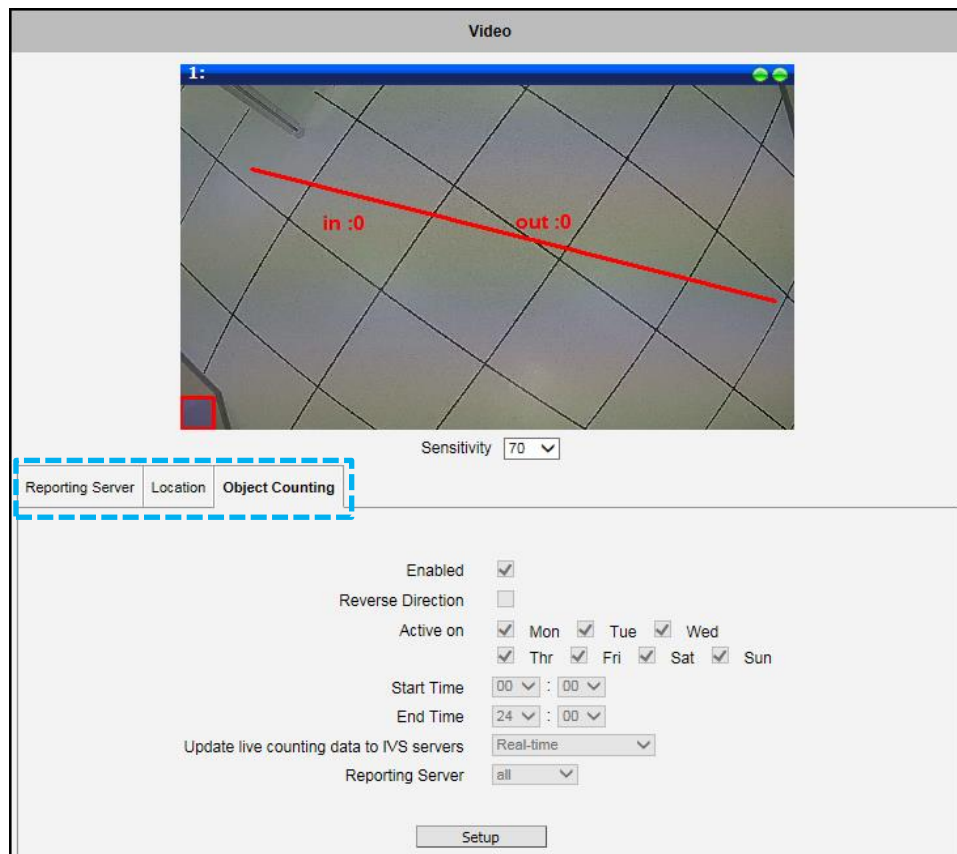 Video
1:
in :0 out :0
Sensitivity 70
Reporting Server Location Object Counting
Enabled
Reverse Direction
Active on Mon Tue Wed
Thr Fri Sat Sun
Start Time 00 : 00
End Time 24 : 00
Update live counting data to IVS servers Real-time
Reporting Server all
Setup